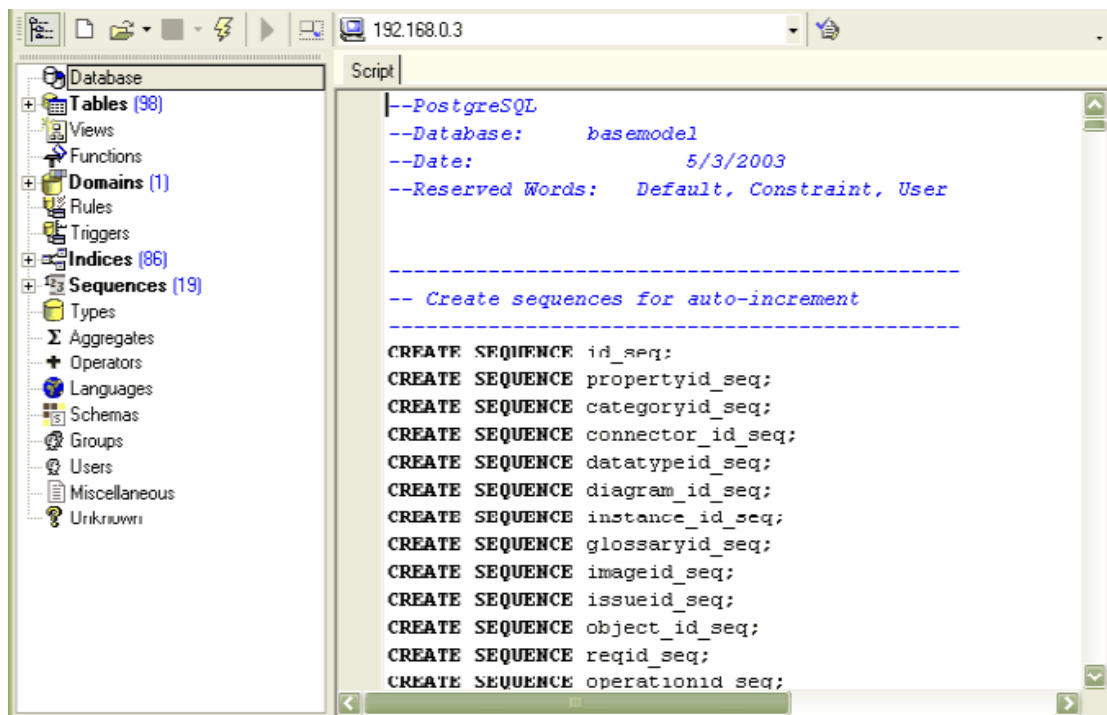 192.168.0.3
Database
Tables (98)
Views
Functions
Domains (1)
Rules
Triggers
Indices (86)
Sequences (19)
Types
Σ Aggregates
Operators
Languages
Schemas
Groups
Users
Miscellaneous
Unknown
Script
--PostgreSQL
--Database: basemodel
--Date: 5/3/2003
--Reserved Words: Default, Constraint, User
----------------------------------------------
-- Create sequences for auto-increment
----------------------------------------------
CREATE SEQUENCE id_seq;
CREATE SEQUENCE propertyid_seq;
CREATE SEQUENCE categoryid_seq;
CREATE SEQUENCE connector_id_seq;
CREATE SEQUENCE datatypeid_seq;
CREATE SEQUENCE diagram_id_seq;
CREATE SEQUENCE instance_id_seq;
CREATE SEQUENCE glossaryid_seq;
CREATE SEQUENCE imageid_seq;
CREATE SEQUENCE issueid_seq;
CREATE SEQUENCE object_id_seq;
CREATE SEQUENCE reqid_seq;
CREATE SEQUENCE operationid_seq;